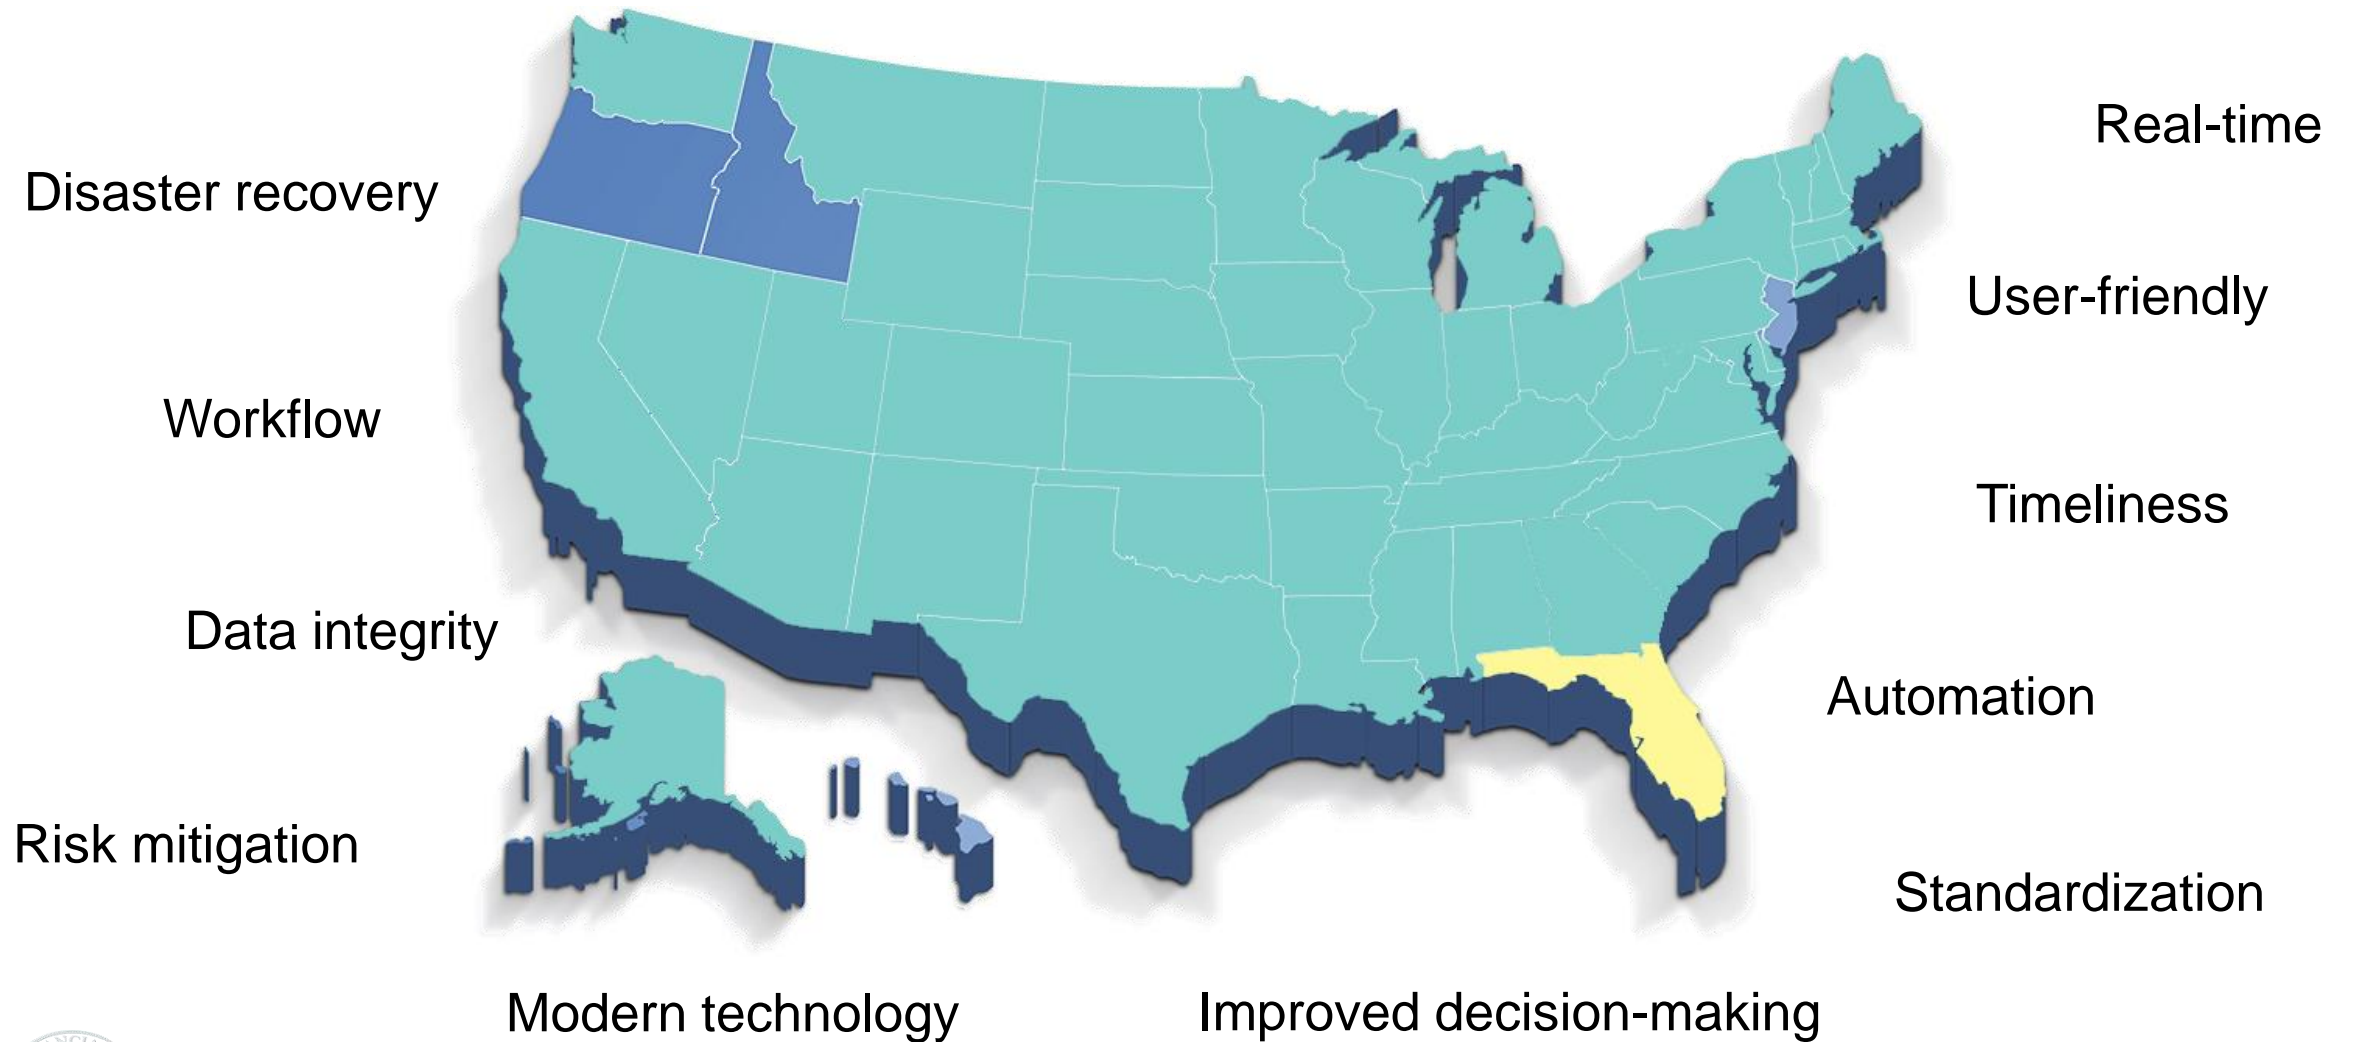 Real-time
Disaster recovery
User-friendly
Workflow
Timeliness
Data integrity
Automation
Risk mitigation
Standardization
Modern technology
Improved decision-making